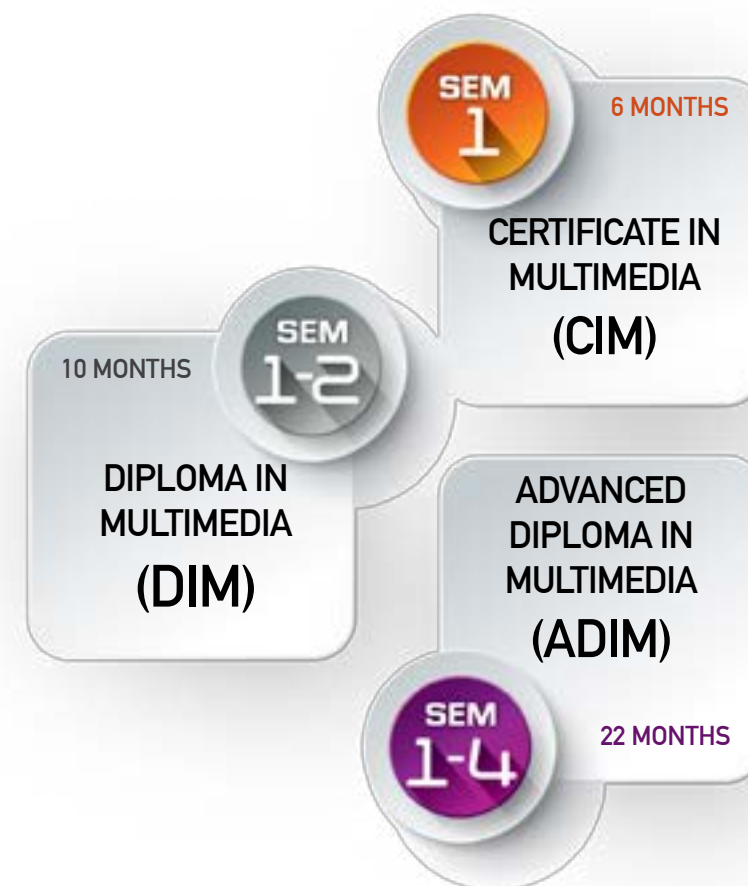 SEM
1
6 MONTHS
CERTIFICATE IN
MULTIMEDIA
(CIM)
SEM
1-2
10 MONTHS
DIPLOMA IN
MULTIMEDIA
(DIM)
ADVANCED
DIPLOMA IN
MULTIMEDIA
(ADIM)
SEM
1-4
22 MONTHS